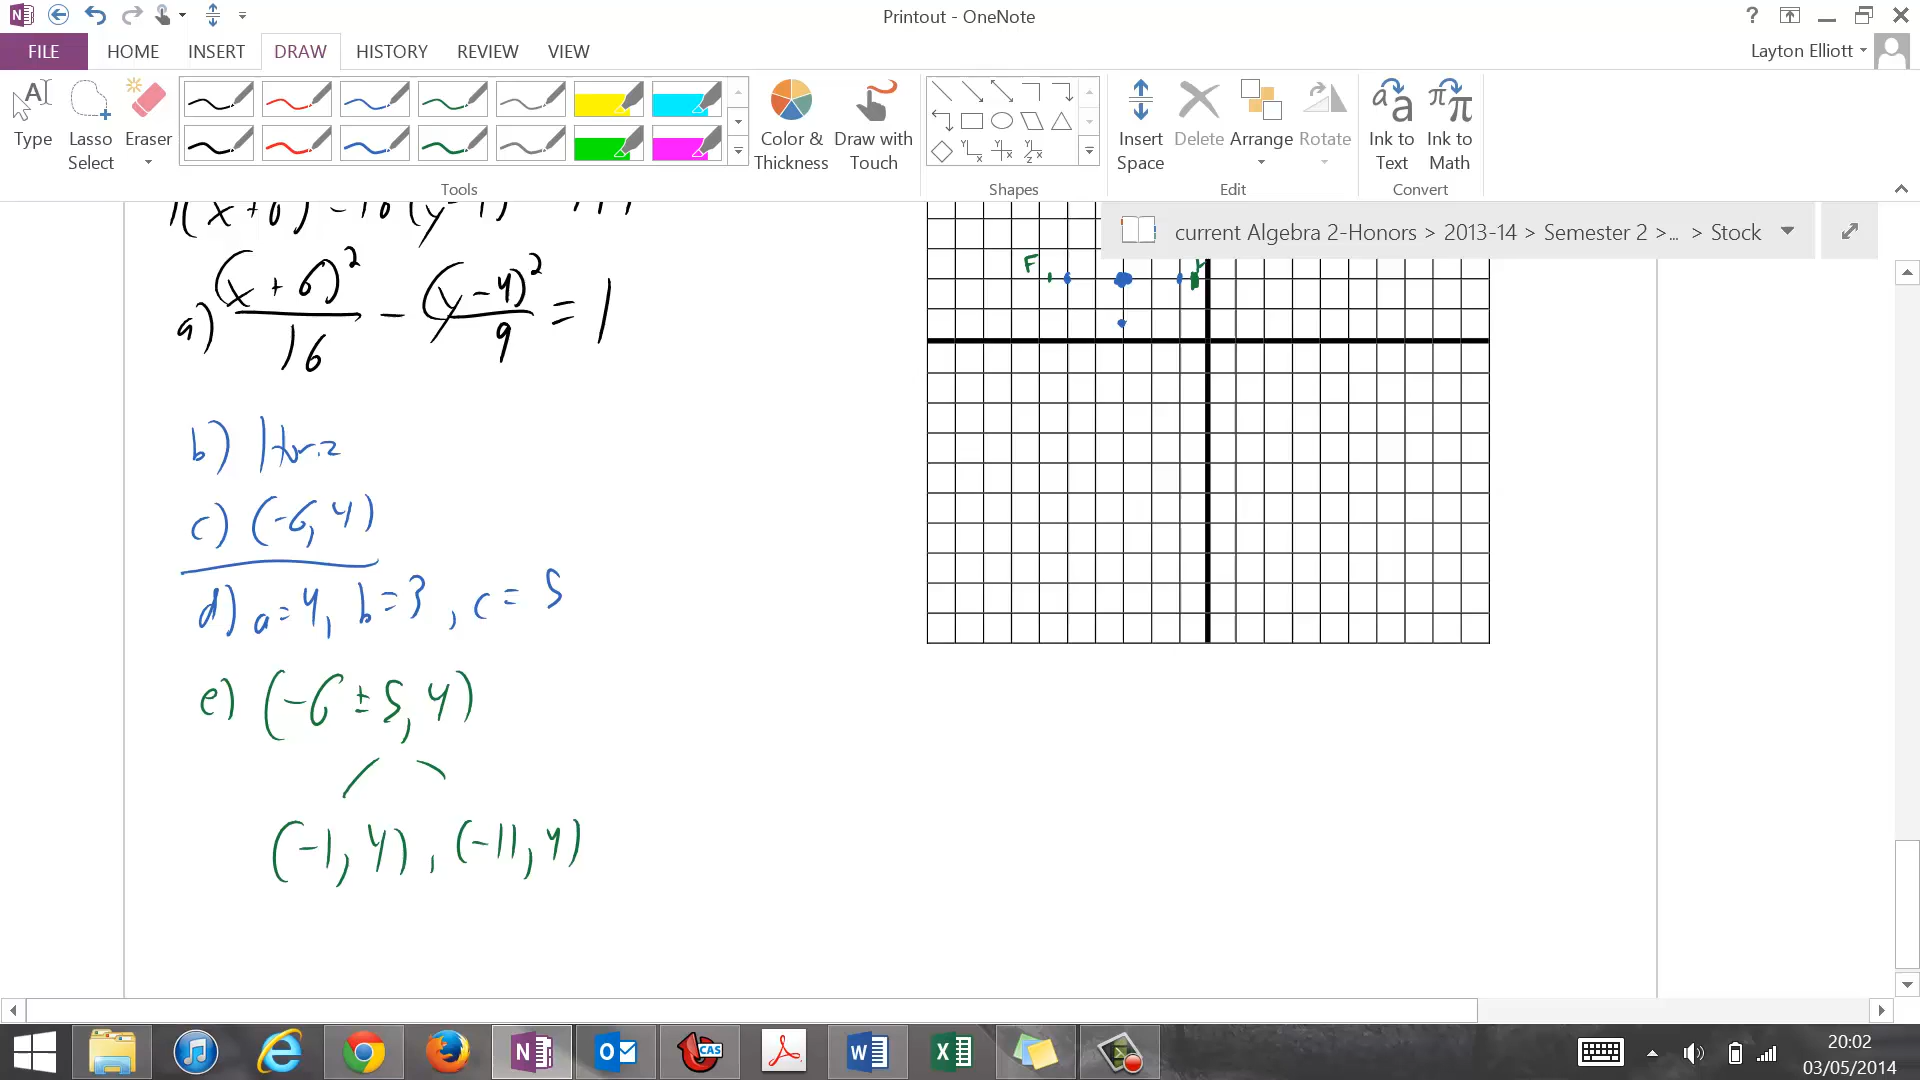 Printout - OneNote
?
FILE HOME INSERT DRAW HISTORY REVIEW VIEW
Layton Elliott
Type
Lasso Select
Eraser
Color & Thickness
Draw with Touch
Insert Space
Delete
Arrange
Rotate
Ink to Text
Ink to Math
Tools
Shapes
Edit
Convert
current Algebra 2-Honors > 2013-14 > Semester 2 >... > Stock
a) (x + 6)² / 16 - (y - 4)² / 9 = 1
F
b) Horiz
c) (-6, 4)
d) a=4, b=3, c= 5
e) (-6 ± 5, 4)
(-1, 4), (-11, 4)
20:02
03/05/2014